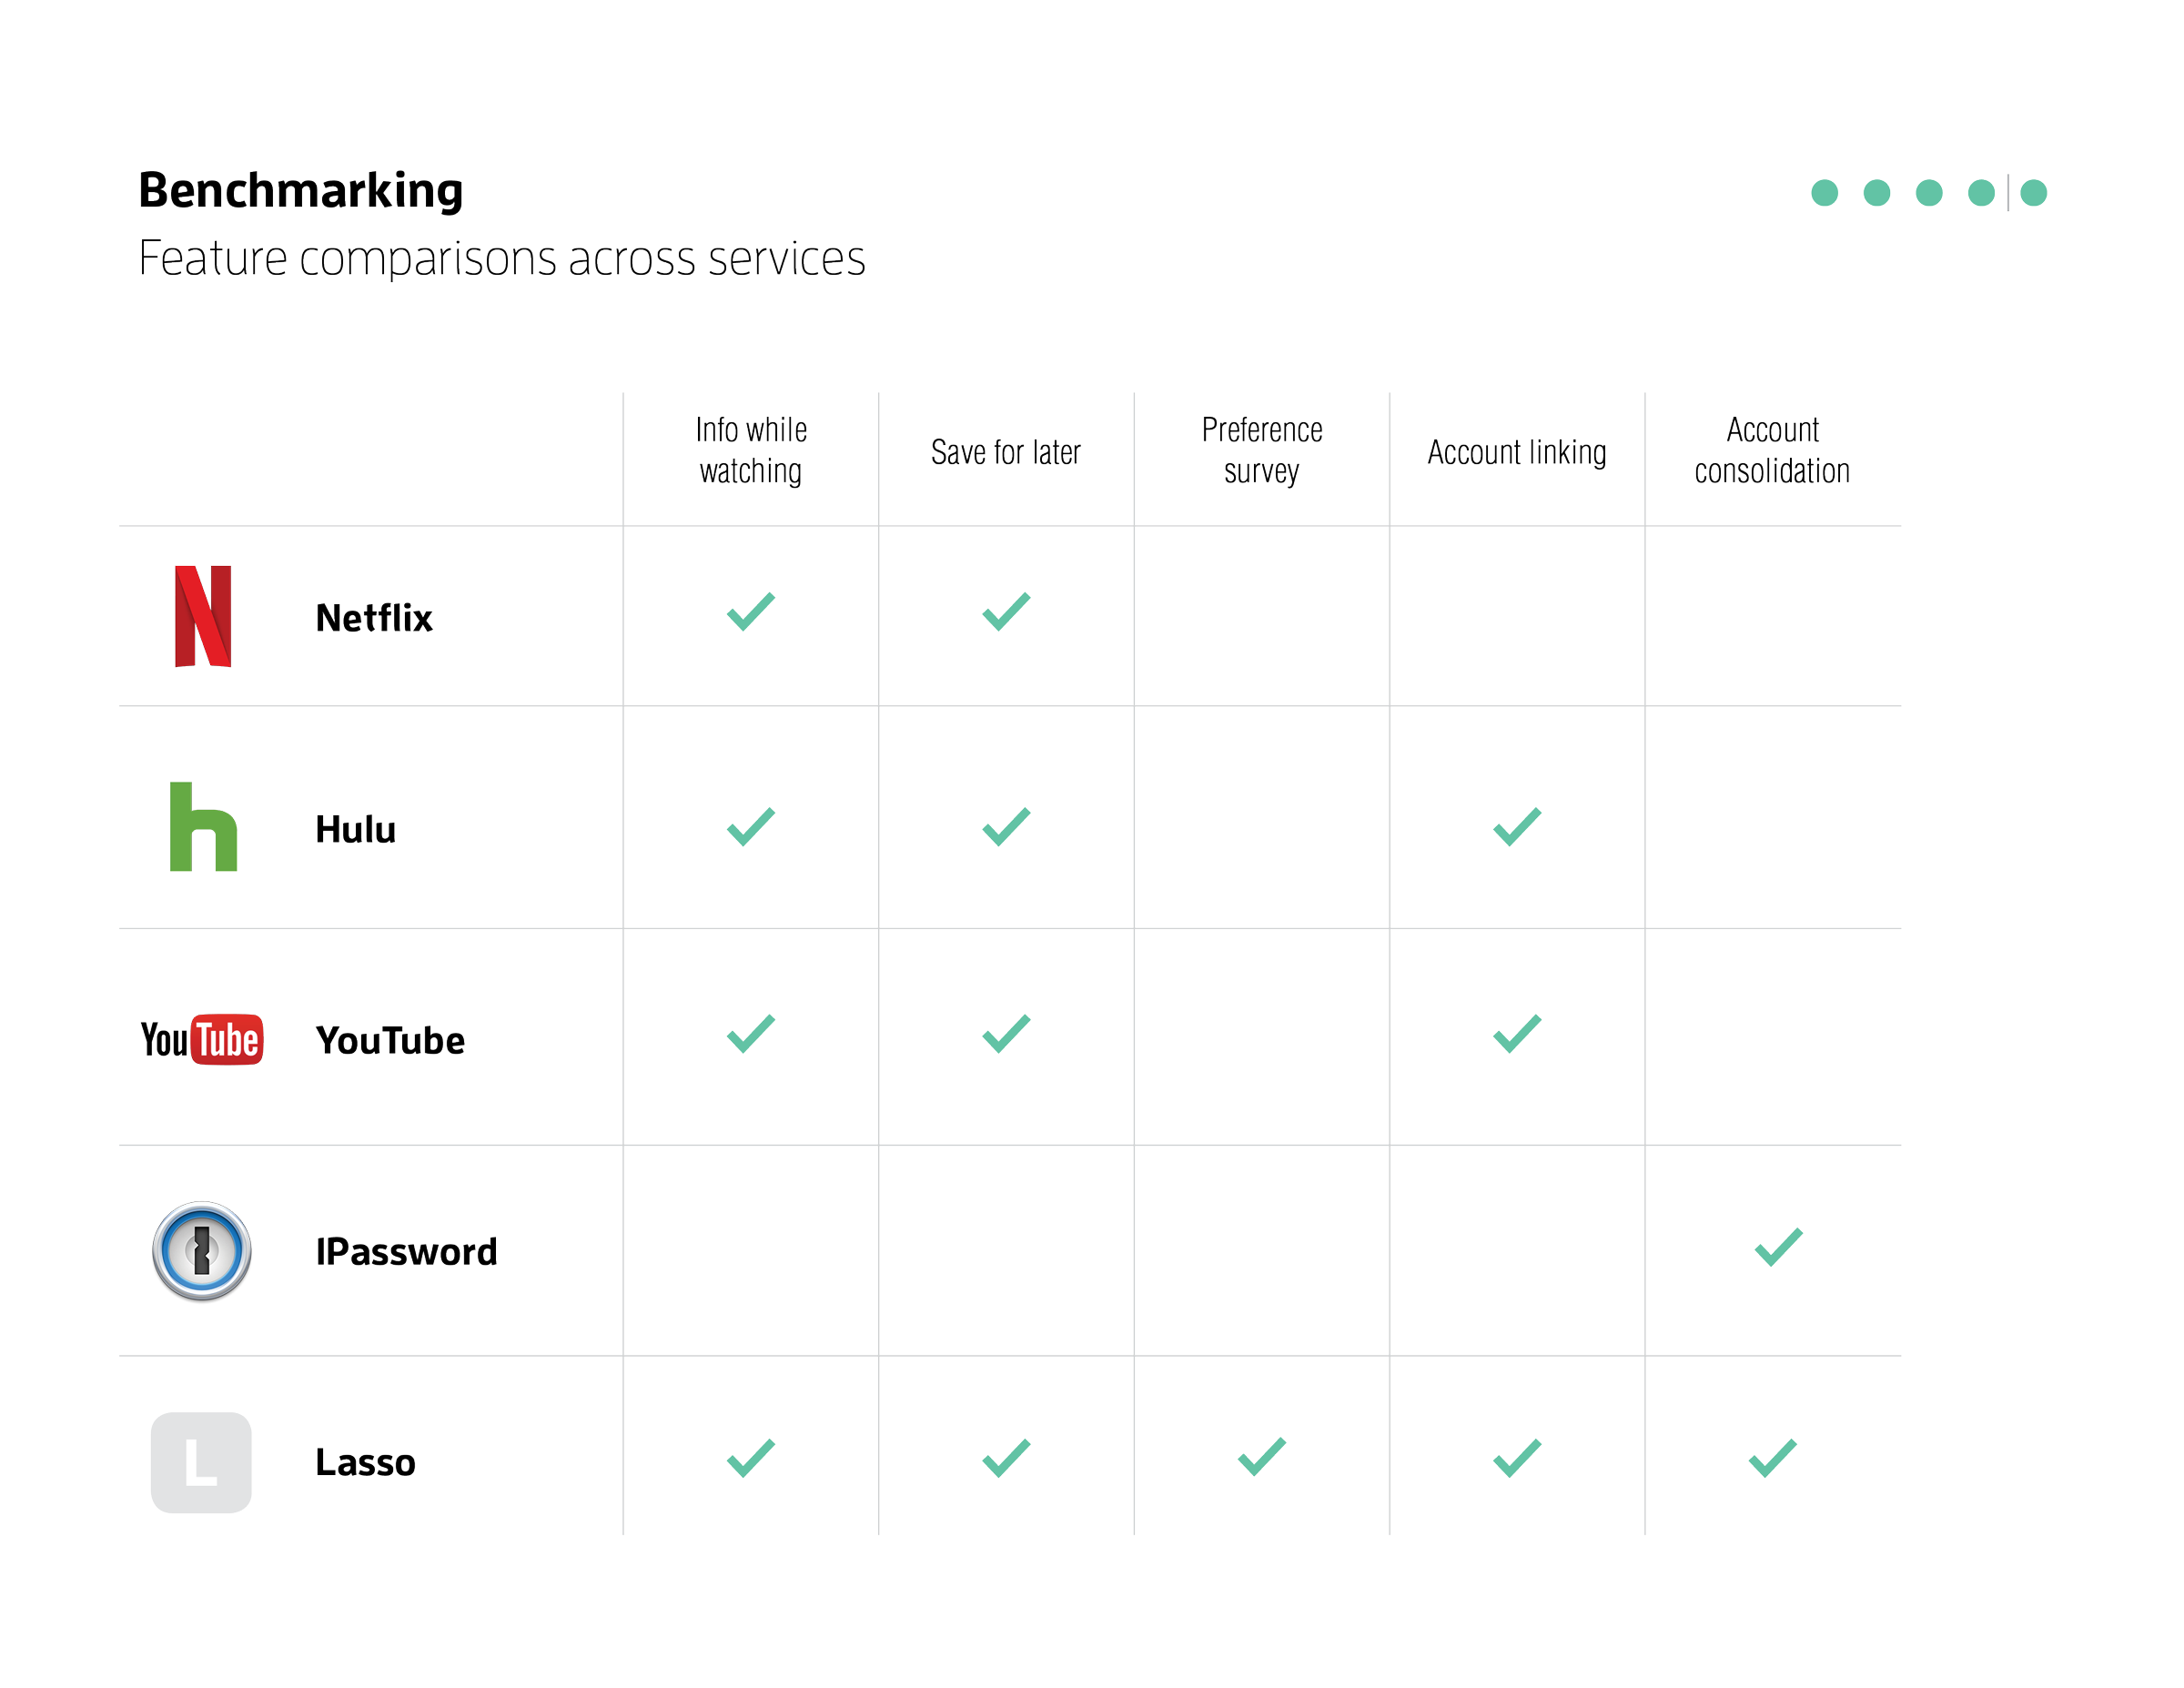 Benchmarking
Feature comparisons across services
Info while
watching
Save for later
Preference
survey
Account linking
Account
consolidation
N Netflix
h Hulu
YouTube YouTube
1Password
L Lasso